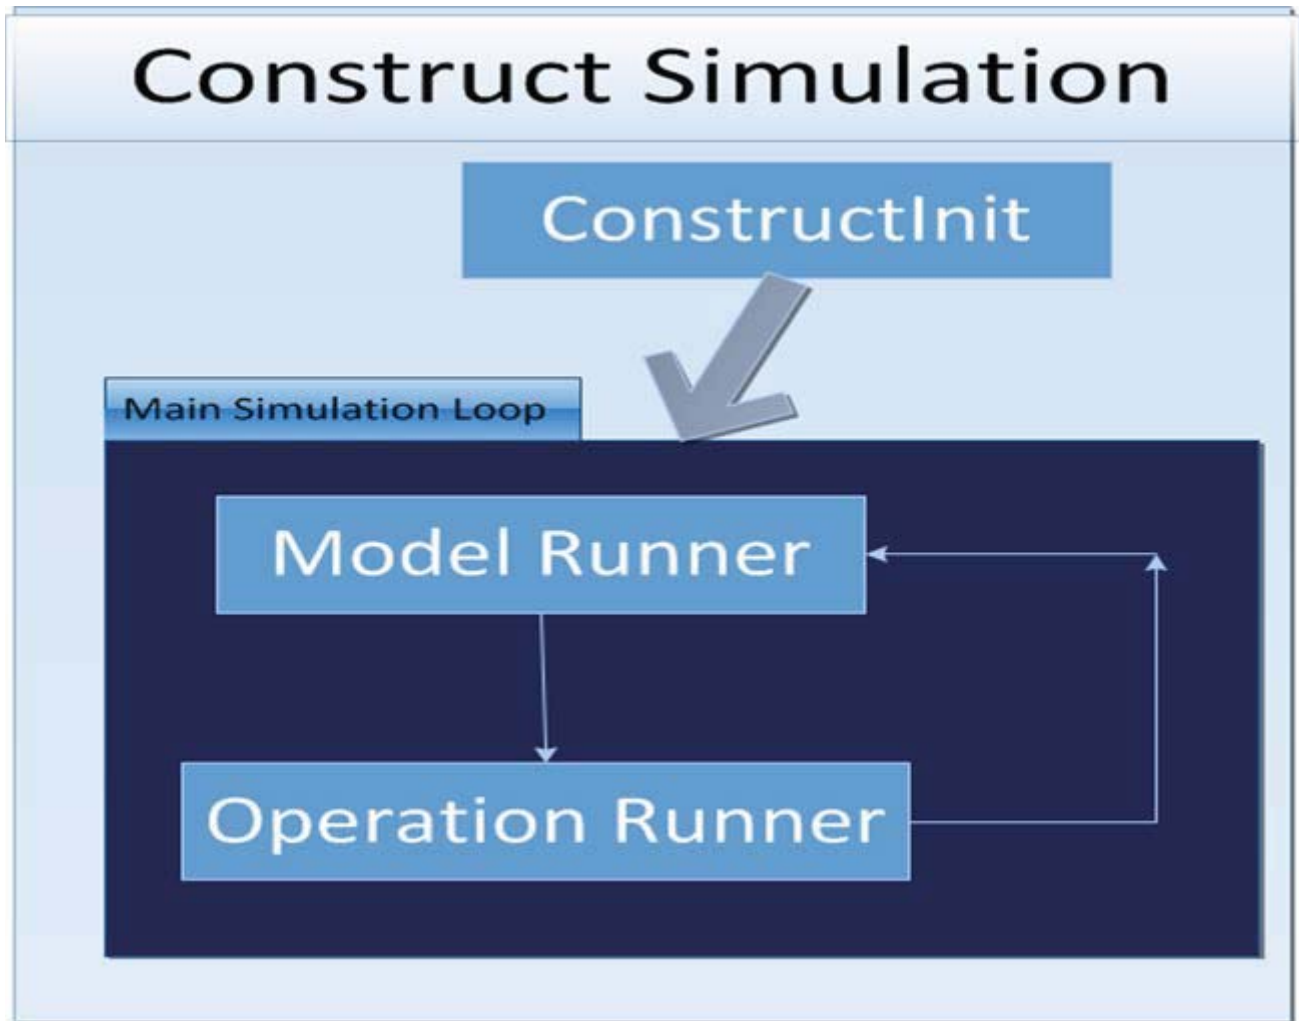 Construct Simulation
ConstructInit
Main Simulation Loop
Model Runner
Operation Runner